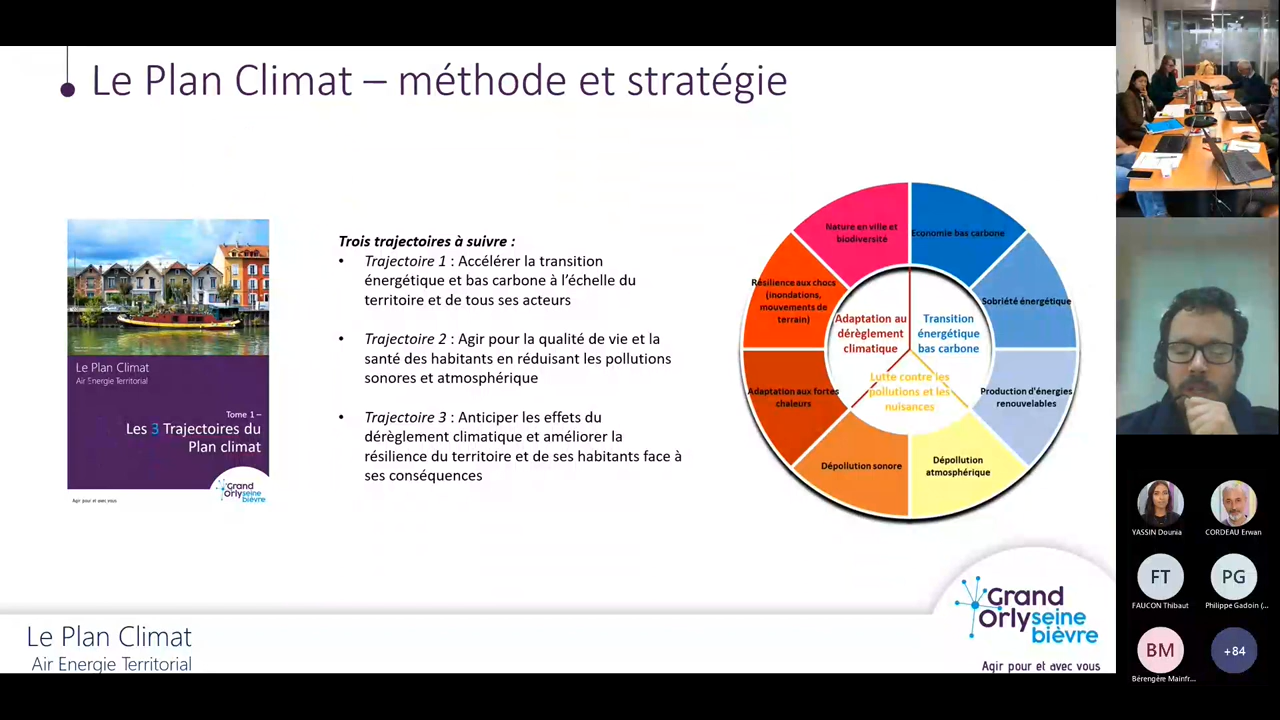 Le Plan Climat – méthode et stratégie
Le Plan Climat
Air Energie Territorial
Tome 1 –
Les 3 Trajectoires du
Plan climat
Grand
Orlyseine
bièvre
Agir pour et avec vous
Trois trajectoires à suivre :
• Trajectoire 1 : Accélérer la transition
énergétique et bas carbone à l'échelle du
territoire et de tous ses acteurs
• Trajectoire 2 : Agir pour la qualité de vie et la
santé des habitants en réduisant les pollutions
sonores et atmosphérique
• Trajectoire 3 : Anticiper les effets du
dérèglement climatique et améliorer la
résilience du territoire et de ses habitants face à
ses conséquences
Nature en ville et
biodiversité
Economie bas carbone
Résilience aux chocs
(inondations,
mouvements de
terrain)
Sobriété énergétique
Adaptation au
dérèglement
climatique
Transition
énergétique
bas carbone
Lutte contre les
pollutions et les
nuisances
Adaptation aux fortes
chaleurs
Production d'énergies
renouvelables
Dépollution sonore
Dépollution
atmosphérique
Le Plan Climat
Air Energie Territorial
Grand
Orlyseine
bièvre
Agir pour et avec vous
YASSIN Dounia
CORDEAU Erwan
FT
PG
FAUCON Thibaut
Philippe Gadoin (...
BM
+84
Bérengère Mainfr...